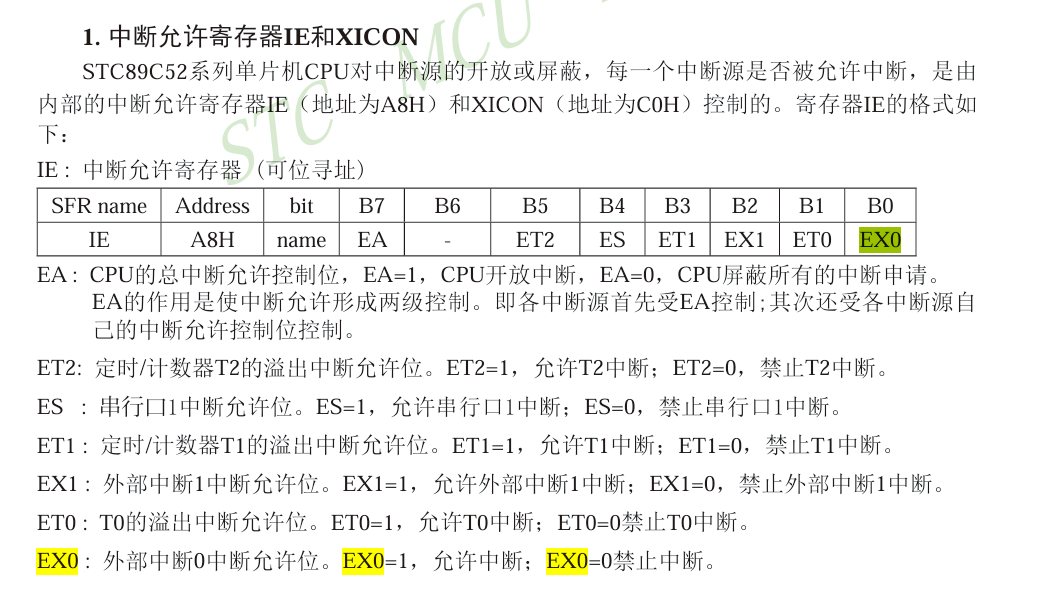 1. 中断允许寄存器IE和XICON
STC89C52系列单片机CPU对中断源的开放或屏蔽，每一个中断源是否被允许中断，是由
内部的中断允许寄存器IE（地址为A8H）和XICON（地址为C0H）控制的。寄存器IE的格式如
下：
IE： 中断允许寄存器 (可位寻址)
SFR name Address bit B7 B6 B5 B4 B3 B2 B1 B0
IE A8H name EA - ET2 ES ET1 EX1 ET0 EX0
EA： CPU的总中断允许控制位，EA=1，CPU开放中断，EA=0，CPU屏蔽所有的中断申请。
EA的作用是使中断允许形成两级控制。即各中断源首先受EA控制;其次还受各中断源自
己的中断允许控制位控制。
ET2: 定时/计数器T2的溢出中断允许位。ET2=1，允许T2中断；ET2=0，禁止T2中断。
ES ： 串行口1中断允许位。ES=1，允许串行口1中断；ES=0，禁止串行口1中断。
ET1： 定时/计数器T1的溢出中断允许位。ET1=1，允许T1中断；ET1=0，禁止T1中断。
EX1： 外部中断1中断允许位。EX1=1，允许外部中断1中断；EX1=0，禁止外部中断1中断。
ET0： T0的溢出中断允许位。ET0=1，允许T0中断；ET0=0禁止T0中断。
EX0： 外部中断0中断允许位。EX0=1，允许中断；EX0=0禁止中断。
STC MCU